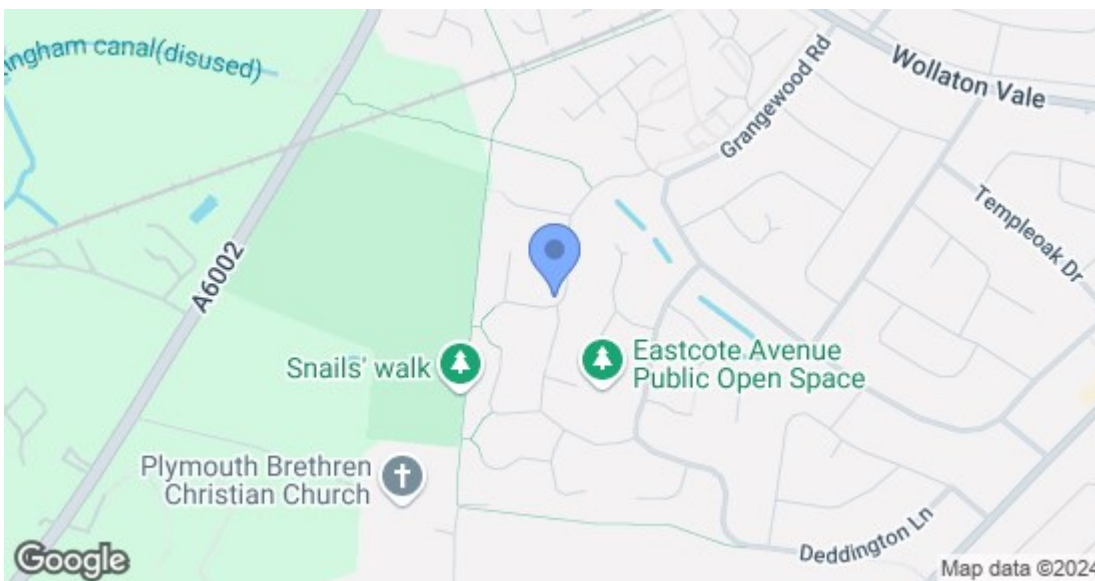 ingham canal(disused)
Wollaton Vale
Grangewood Rd
Templeoak Dr
A6002
Snails' walk
Eastcote Avenue
Public Open Space
Plymouth Brethren
Christian Church
Deddington Ln
Google
Map data ©2024